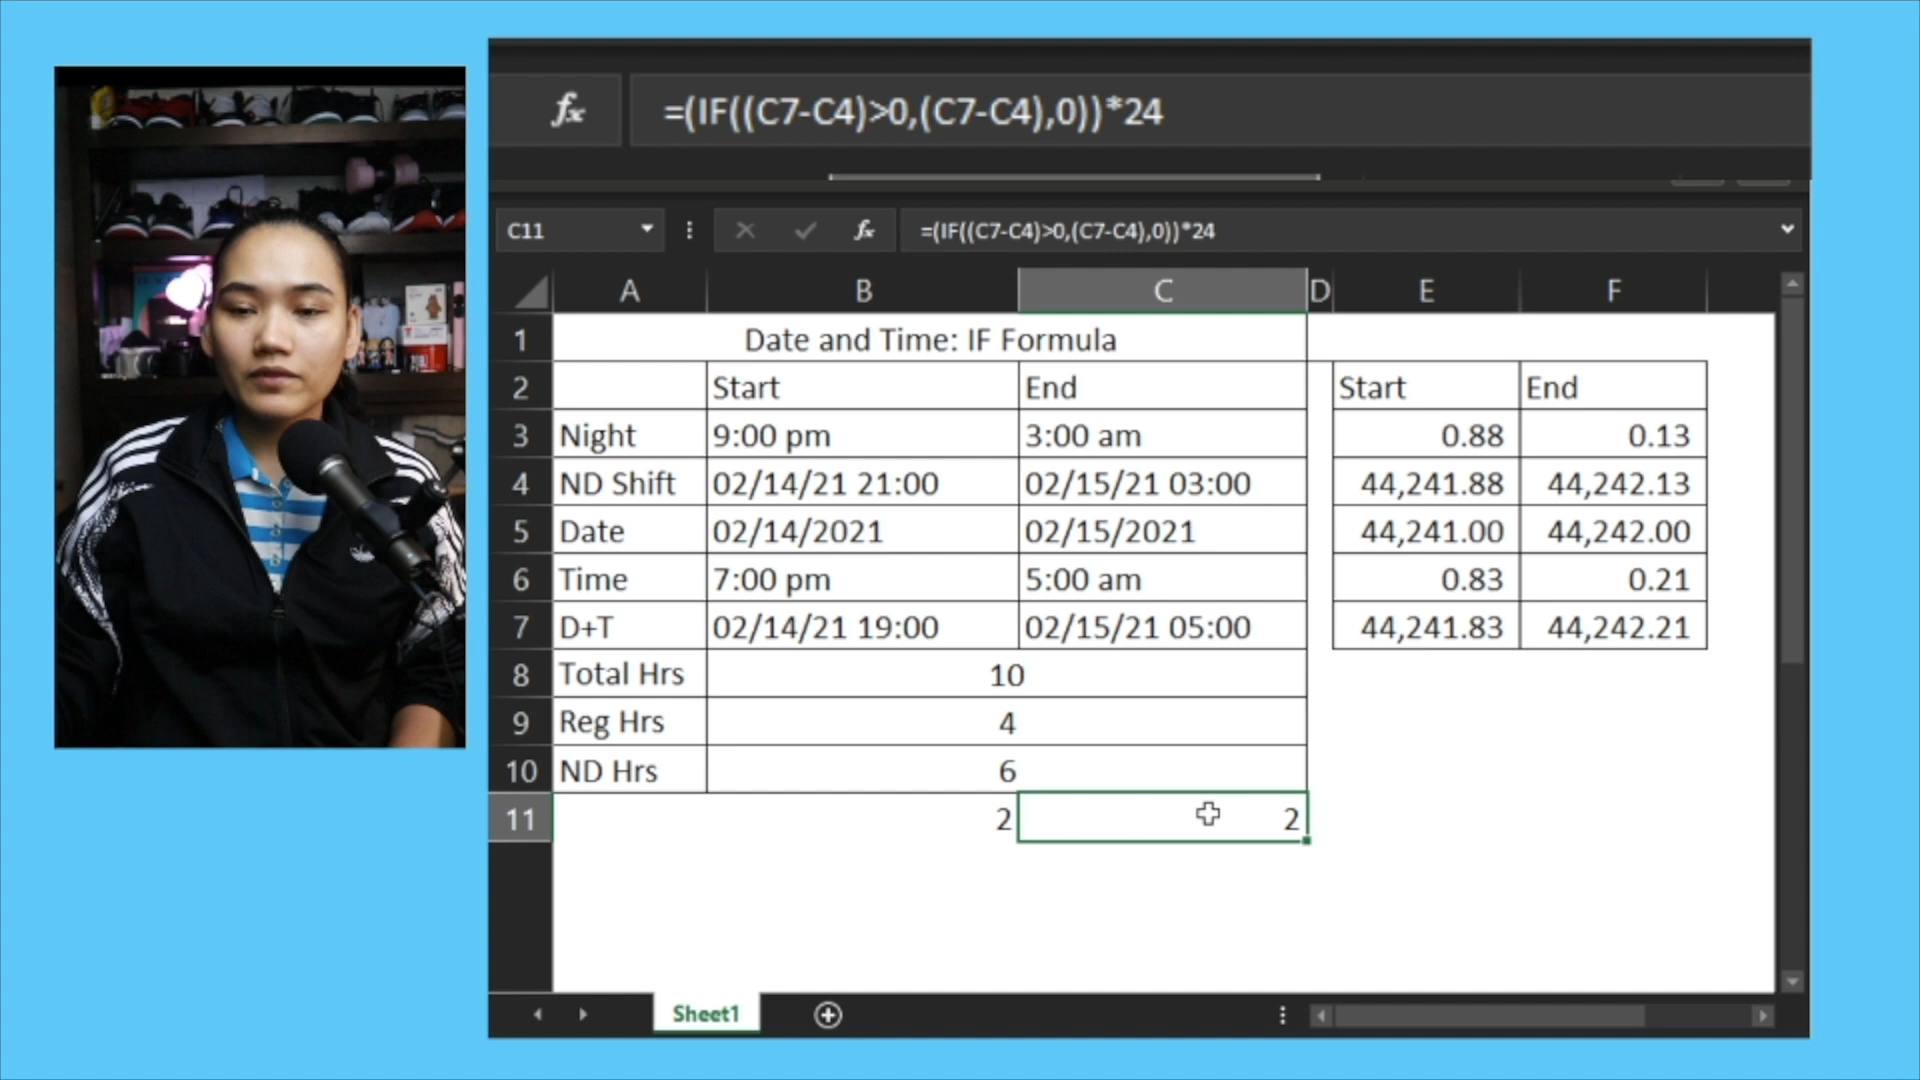 fx =(IF((C7-C4)>0,(C7-C4),0))*24
C11 fx =(IF((C7-C4)>0,(C7-C4),0))*24
A B C D E F
1 Date and Time: IF Formula
2 Start End Start End
3 Night 9:00 pm 3:00 am 0.88 0.13
4 ND Shift 02/14/21 21:00 02/15/21 03:00 44,241.88 44,242.13
5 Date 02/14/2021 02/15/2021 44,241.00 44,242.00
6 Time 7:00 pm 5:00 am 0.83 0.21
7 D+T 02/14/21 19:00 02/15/21 05:00 44,241.83 44,242.21
8 Total Hrs 10
9 Reg Hrs 4
10 ND Hrs 6
11 2 2
Sheet1